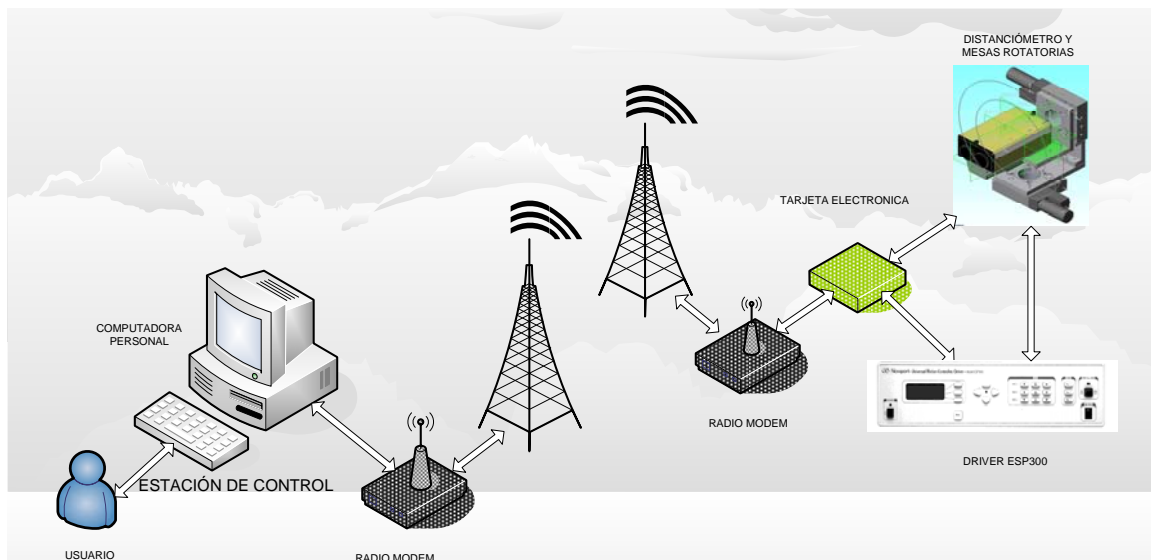 DISTANCIÓMETRO Y
MESAS ROTATORIAS
TARJETA ELECTRONICA
COMPUTADORA
PERSONAL
RADIO MODEM
DRIVER ESP300
ESTACIÓN DE CONTROL
USUARIO
RADIO MODEM